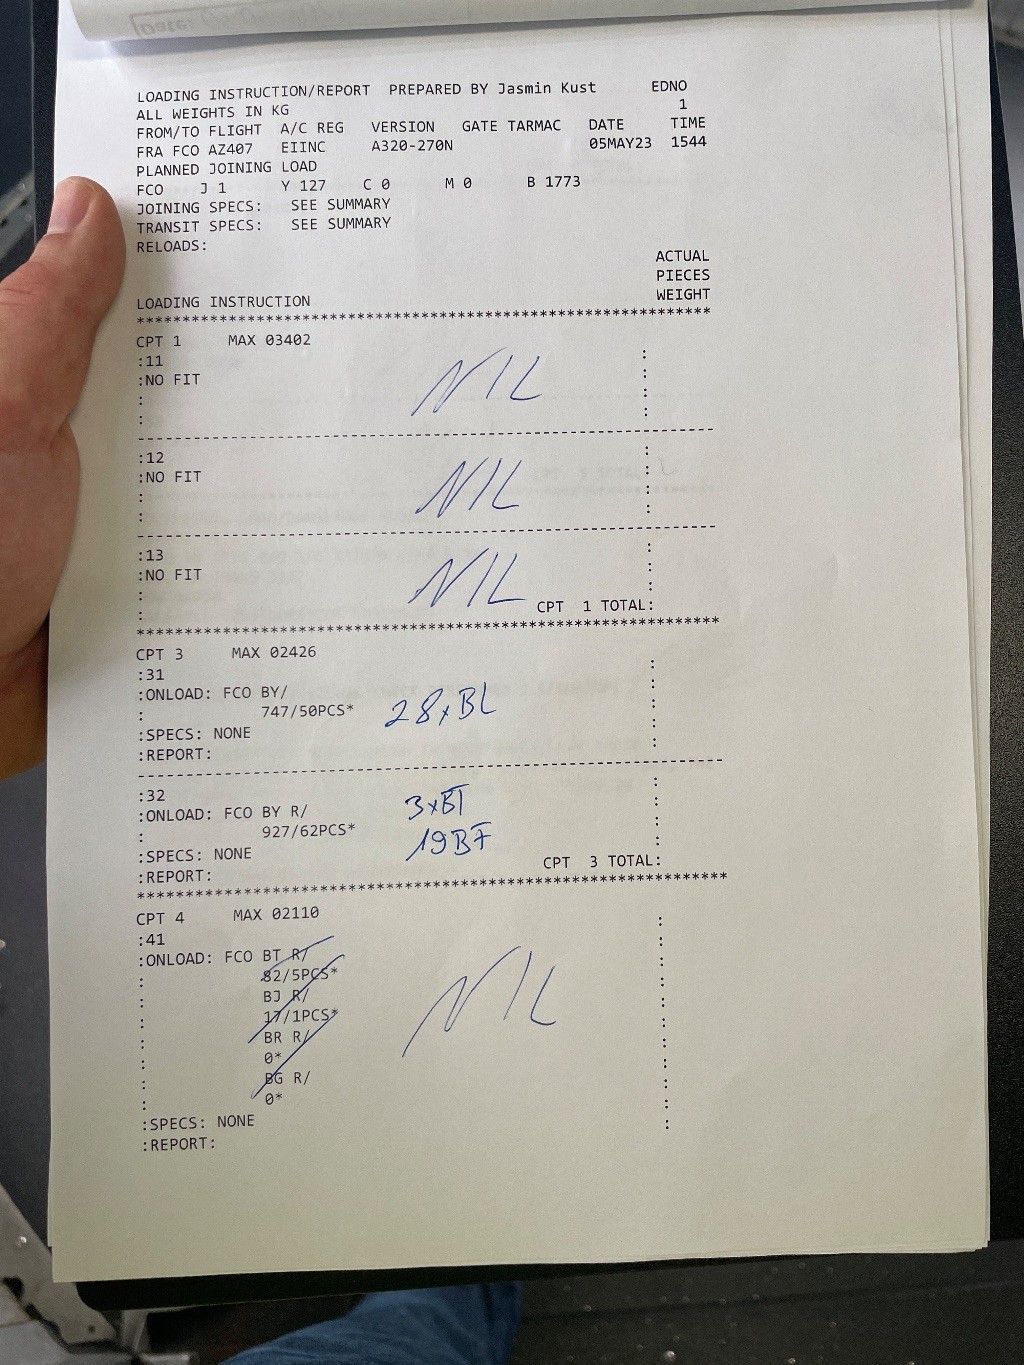 LOADING INSTRUCTION/REPORT PREPARED BY Jasmin Kust EDNO
ALL WEIGHTS IN KG 1
FROM/TO FLIGHT A/C REG VERSION GATE TARMAC DATE TIME
FRA FCO AZ407 EIINC A320-270N 05MAY23 1544
PLANNED JOINING LOAD
FCO J 1 Y 127 C 0 M 0 B 1773
JOINING SPECS: SEE SUMMARY
TRANSIT SPECS: SEE SUMMARY
RELOADS:
ACTUAL
PIECES
LOADING INSTRUCTION WEIGHT
***************************************************************
CPT 1 MAX 03402
:11 :
:NO FIT NIL :
: :
: :
----------------------------------------------------------------
:12 :
:NO FIT NIL :
: :
: :
----------------------------------------------------------------
:13 :
:NO FIT NIL :
: :
: CPT 1 TOTAL:
***************************************************************
CPT 3 MAX 02426
:31 :
:ONLOAD: FCO BY/ :
: 747/50PCS* 28xBL :
:SPECS: NONE :
:REPORT: :
----------------------------------------------------------------
:32 :
:ONLOAD: FCO BY R/ 3xBT :
: 927/62PCS* 19BF :
:SPECS: NONE :
:REPORT: CPT 3 TOTAL:
***************************************************************
CPT 4 MAX 02110
:41 :
:ONLOAD: FCO BT R/ :
: 82/5PCS* :
: BJ R/ NIL :
: 17/1PCS* :
: BR R/ :
: 0* :
: BG R/ :
: 0* :
:SPECS: NONE :
:REPORT: